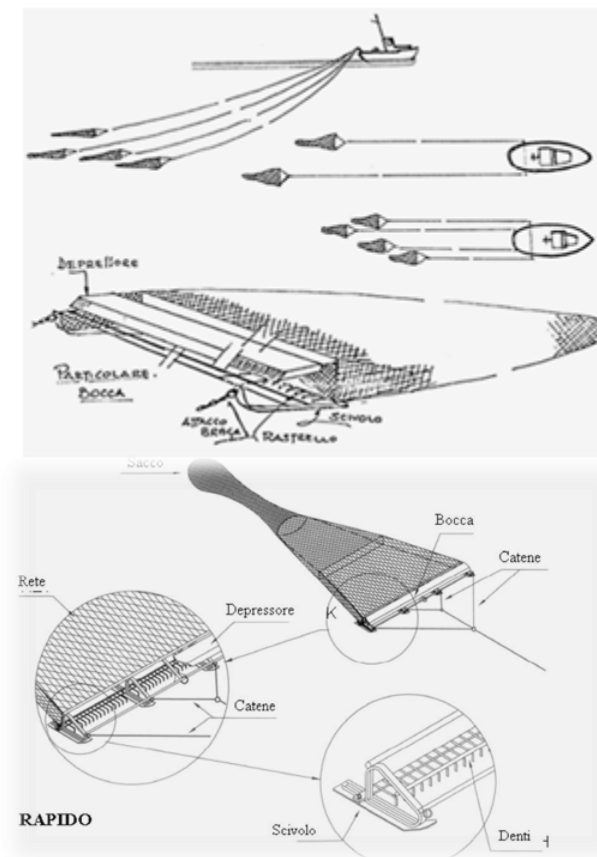 DEPRESSORE
PARTICOLARE
BOCCA
ATTACCO
BRACA
RASTRELLO
SCIVOLO
Sacco
Bocca
Catene
Rete
Depressore
K
Catene
RAPIDO
Scivolo
Denti